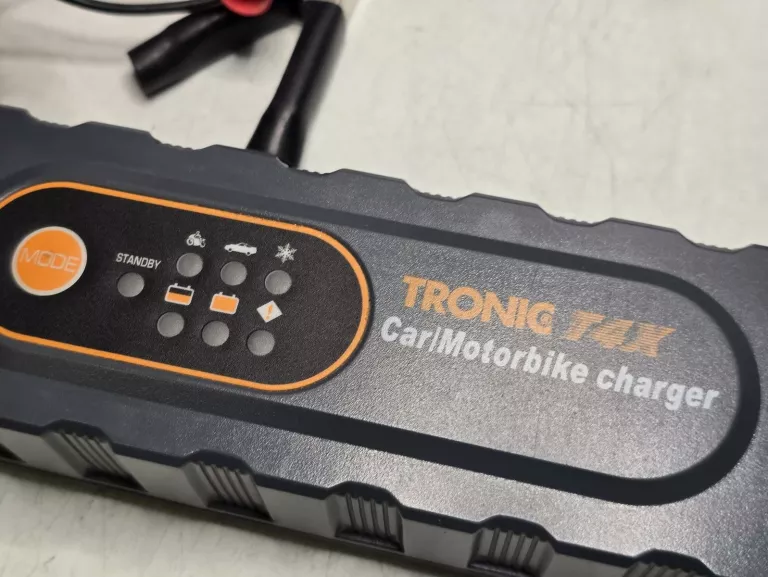 MODE
STANDBY
TRONIC T4X
Car/Motorbike charger